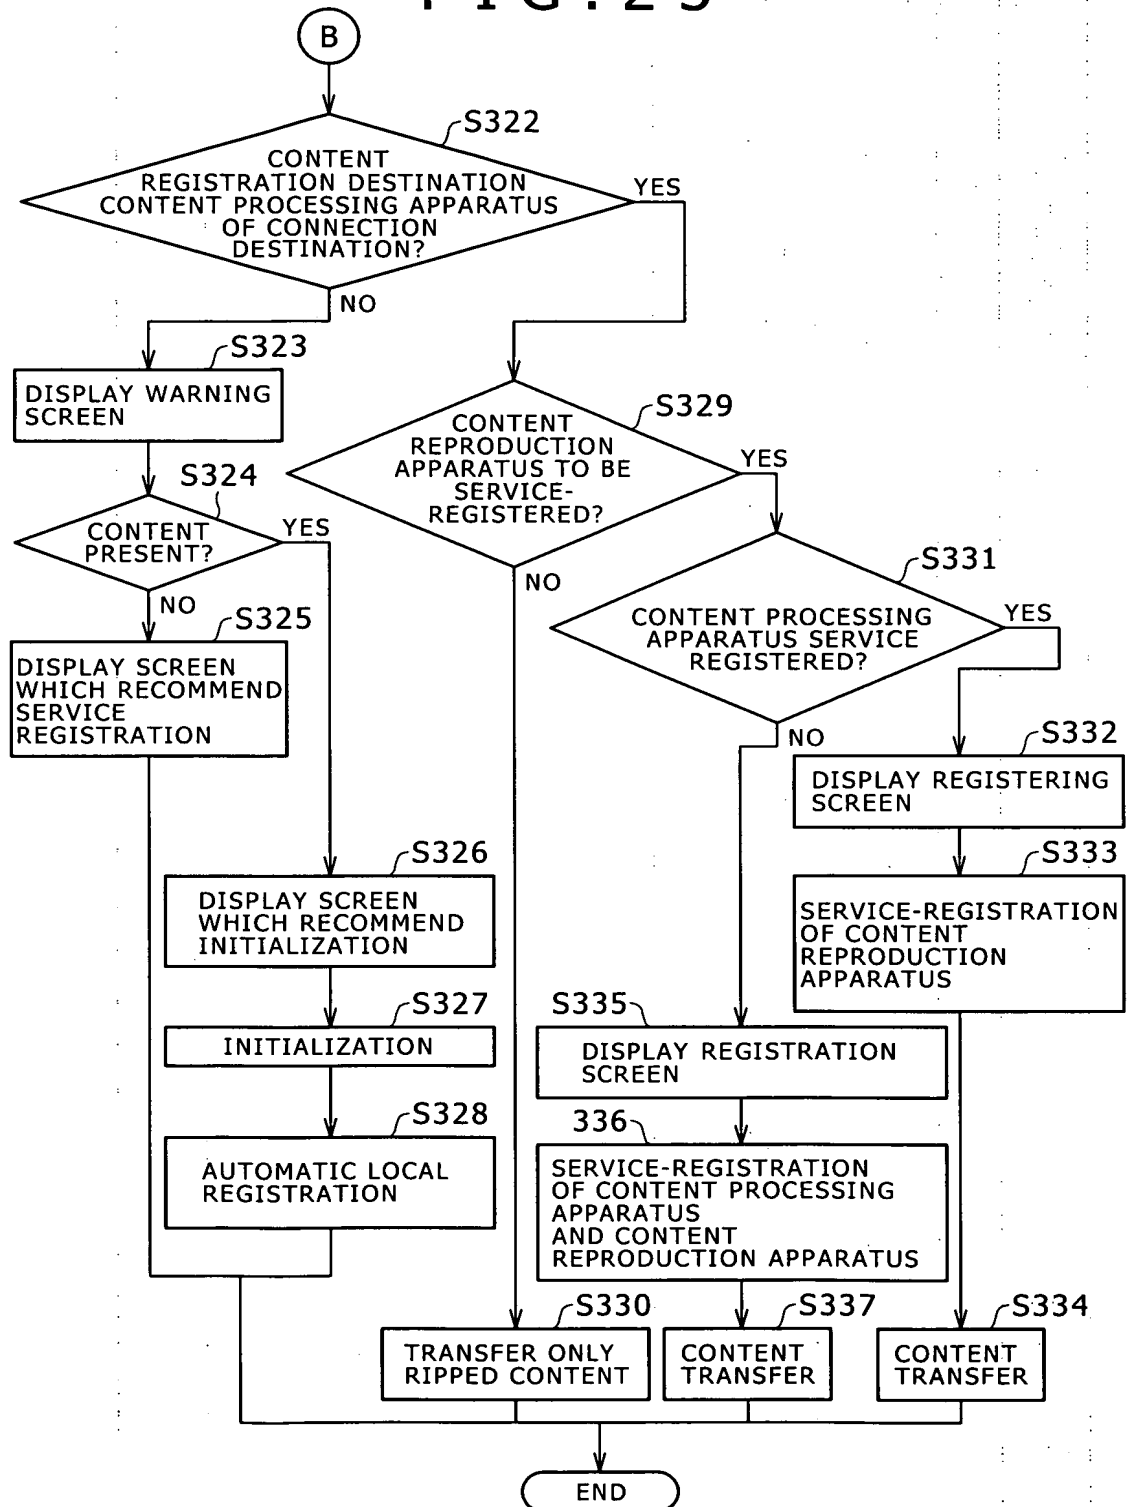 B
S322
CONTENT
REGISTRATION DESTINATION
CONTENT PROCESSING APPARATUS
OF CONNECTION
DESTINATION?
YES
NO
S323
DISPLAY WARNING
SCREEN
S324
CONTENT
PRESENT?
YES
NO
S325
DISPLAY SCREEN
WHICH RECOMMEND
SERVICE
REGISTRATION
S326
DISPLAY SCREEN
WHICH RECOMMEND
INITIALIZATION
S327
INITIALIZATION
S328
AUTOMATIC LOCAL
REGISTRATION
S329
CONTENT
REPRODUCTION
APPARATUS TO BE
SERVICE-
REGISTERED?
YES
NO
S330
TRANSFER ONLY
RIPPED CONTENT
S331
CONTENT PROCESSING
APPARATUS SERVICE
REGISTERED?
YES
NO
S332
DISPLAY REGISTERING
SCREEN
S333
SERVICE-REGISTRATION
OF CONTENT
REPRODUCTION
APPARATUS
S334
CONTENT
TRANSFER
S335
DISPLAY REGISTRATION
SCREEN
336
SERVICE-REGISTRATION
OF CONTENT PROCESSING
APPARATUS
AND CONTENT
REPRODUCTION APPARATUS
S337
CONTENT
TRANSFER
END